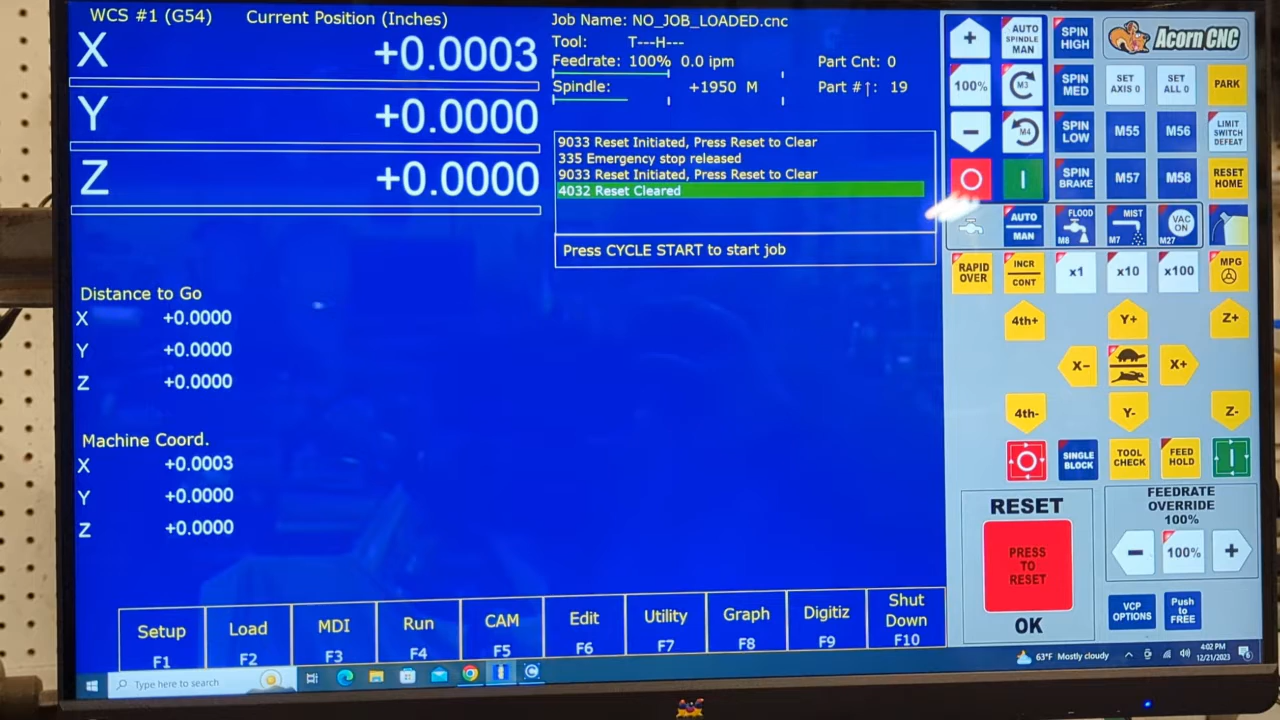 WCS #1 (G54)
Current Position (Inches)
X +0.0003
Y +0.0000
Z +0.0000
Job Name: NO_JOB_LOADED.cnc
Tool: T---H---
Feedrate: 100% 0.0 ipm
Part Cnt: 0
Spindle: +1950 M
Part #↑: 19
9033 Reset Initiated, Press Reset to Clear
335 Emergency stop released
9033 Reset Initiated, Press Reset to Clear
4032 Reset Cleared
Press CYCLE START to start job
Distance to Go
X +0.0000
Y +0.0000
Z +0.0000
Machine Coord.
X +0.0003
Y +0.0000
Z +0.0000
Setup
F1
Load
F2
MDI
F3
Run
F4
CAM
F5
Edit
F6
Utility
F7
Graph
F8
Digitiz
F9
Shut
Down
F10
+
AUTO
SPINDLE
MAN
SPIN
HIGH
Acorn CNC
100%
M3
SPIN
MED
SET
AXIS 0
SET
ALL 0
PARK
−
M4
SPIN
LOW
M55
M56
LIMIT
SWITCH
DEFEAT
SPIN
BRAKE
M57
M58
RESET
HOME
AUTO
MAN
FLOOD
M8
MIST
M7
VAC
ON
M27
RAPID
OVER
INCR
CONT
x1
x10
x100
MPG
4th+
Y+
Z+
X-
X+
4th-
Y-
Z-
SINGLE
BLOCK
TOOL
CHECK
FEED
HOLD
RESET
PRESS
TO
RESET
OK
FEEDRATE
OVERRIDE
100%
−
100%
+
VCP
OPTIONS
Push
to
FREE
Type here to search
63°F Mostly cloudy
4:02 PM
12/21/2023